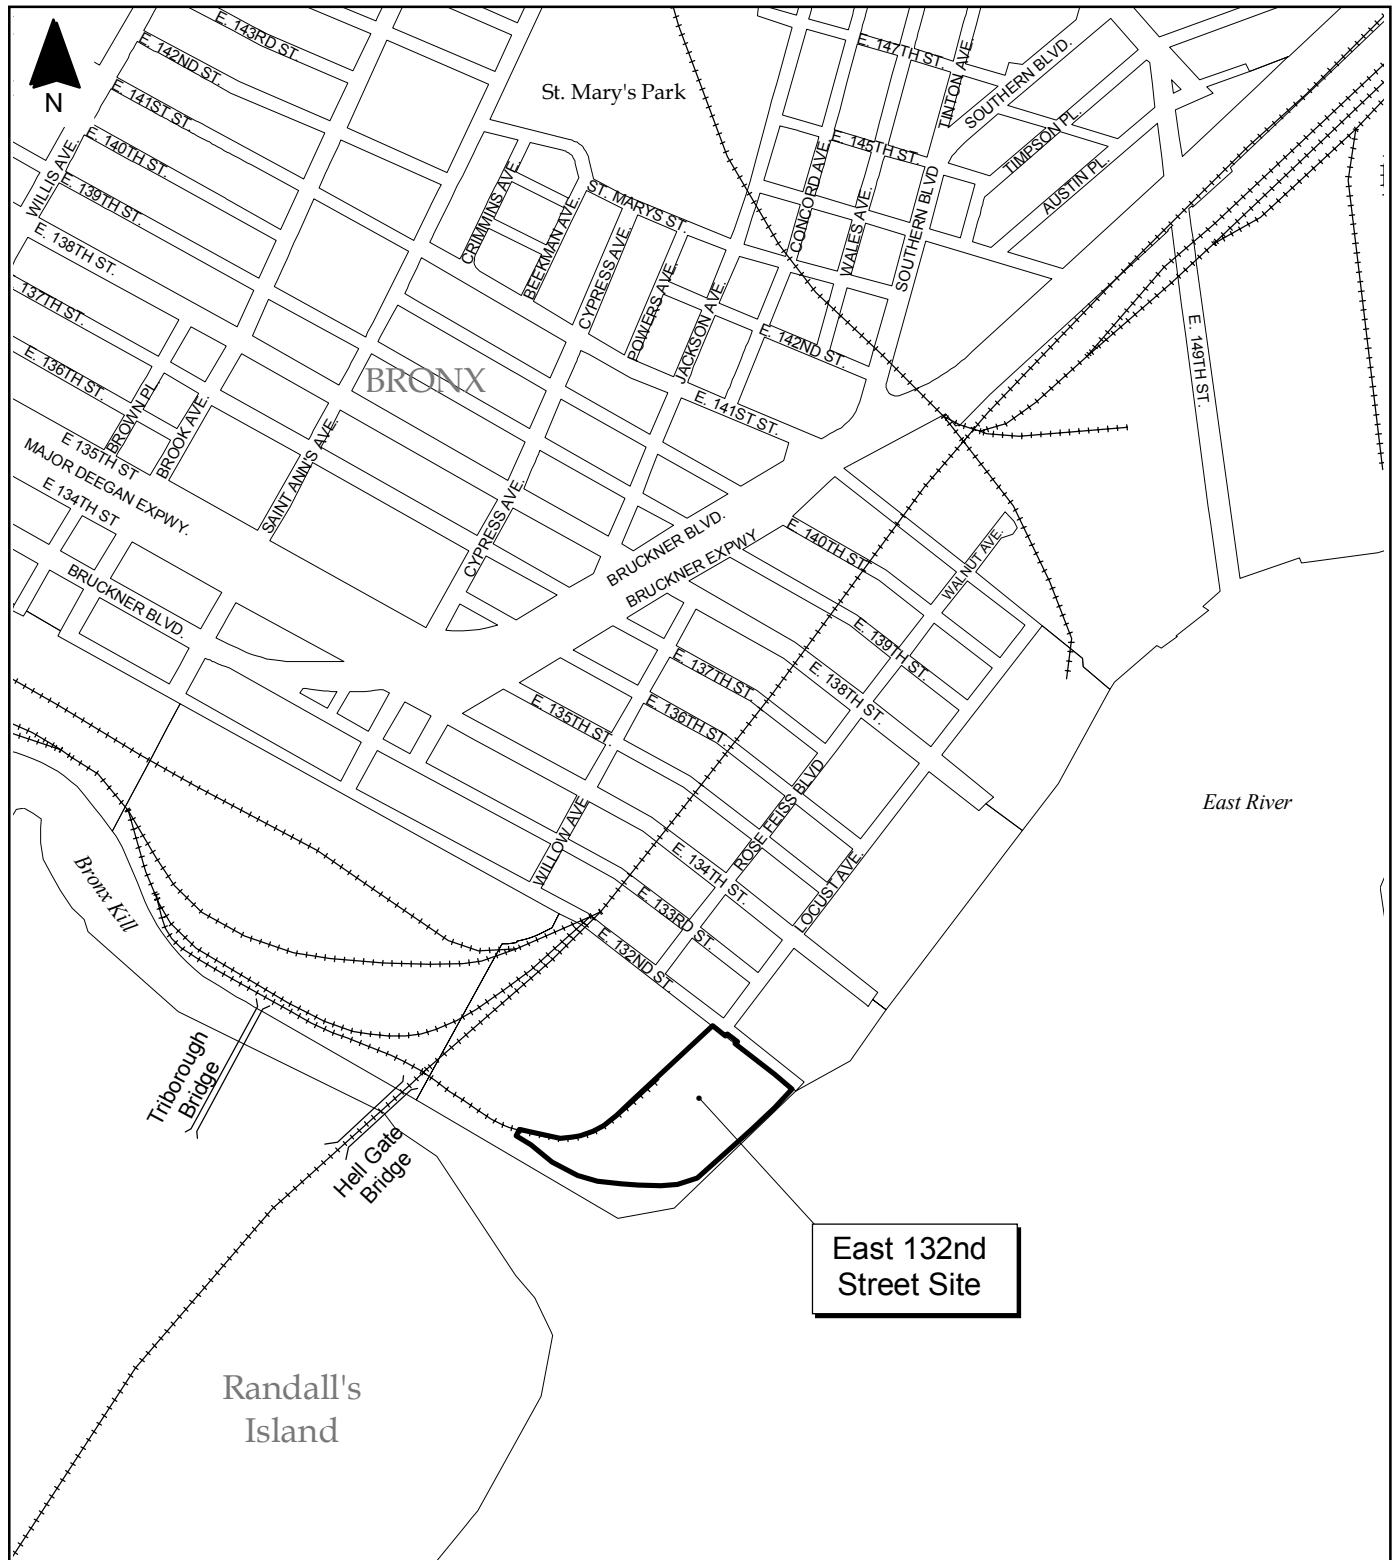 N
E. 143RD ST.
E. 142ND ST.
E. 141ST ST.
E. 140TH ST.
E. 139TH ST.
E. 138TH ST.
137TH ST.
E. 136TH ST.
E 135TH ST
MAJOR DEEGAN EXPWY.
E 134TH ST
BRUCKNER BLVD.
WILLIS AVE.
BROWN PL.
BROOK AVE.
SAINT ANN'S AVE.
CYPRESS AVE.
BRONX
St. Mary's Park
CRIMMINS AVE.
BEEKMAN AVE.
ST. MARYS ST.
CYPRESS AVE.
POWERS AVE.
JACKSON AVE.
E. 147TH ST.
E. 145TH ST.
TINTON AVE.
SOUTHERN BLVD.
TIMPSON PL.
AUSTIN PL.
CONCORD AVE.
WALES AVE.
SOUTHERN BLVD
E. 142ND ST.
E. 141ST ST.
E. 149TH ST.
BRUCKNER BLVD.
BRUCKNER EXPWY
E. 140TH ST.
WALNUT AVE.
E. 139TH ST.
E. 138TH ST.
E. 137TH ST.
E. 136TH ST.
E. 135TH ST.
WILLOW AVE
ROSE FEISS BLVD
LOCUST AVE.
E. 134TH ST.
E. 133RD ST.
E. 132ND ST.
East River
Bronx Kill
Triborough
Bridge
Hell Gate
Bridge
East 132nd
Street Site
Randall's
Island